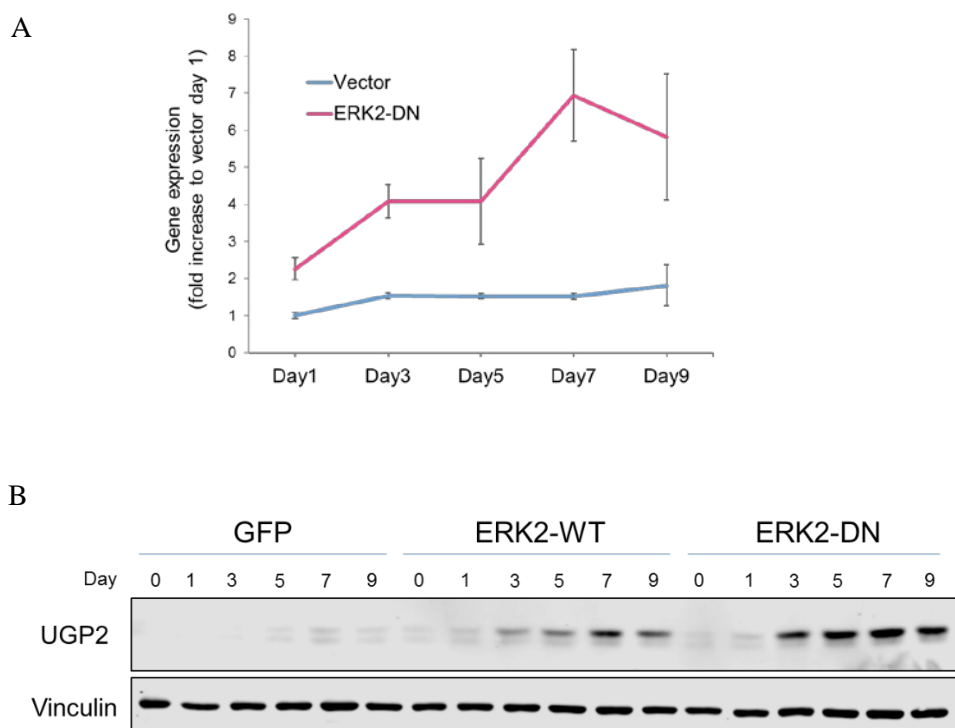 A
9
8
7
6
5
4
3
2
1
0
Gene expression
(fold increase to vector day 1)
Vector
ERK2-DN
Day1 Day3 Day5 Day7 Day9
B
GFP ERK2-WT ERK2-DN
Day 0 1 3 5 7 9 0 1 3 5 7 9 0 1 3 5 7 9
UGP2
Vinculin